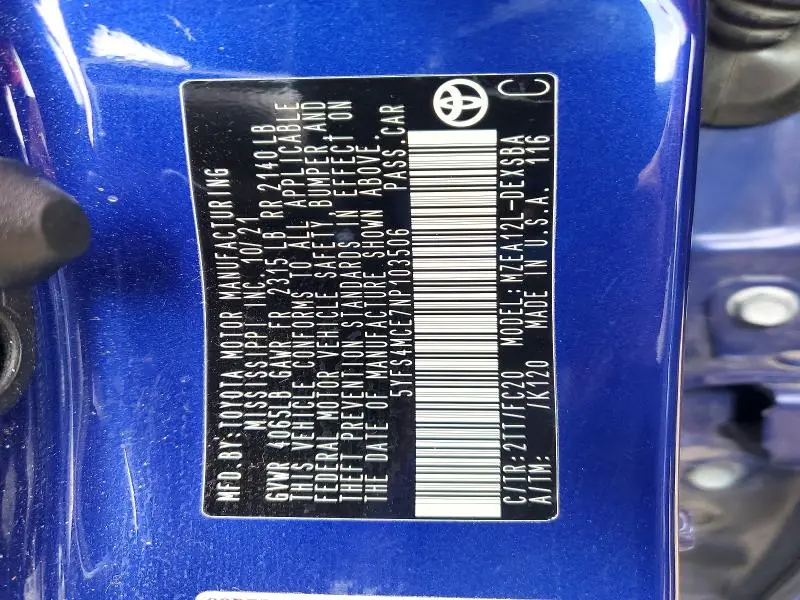 MFD.BY:TOYOTA MOTOR MANUFACTURING
MISSISSIPPI INC. 10/21
GVWR 4065LB GAWR FR 2315 LB RR 2140LB
THIS VEHICLE CONFORMS TO ALL APPLICABLE
FEDERAL MOTOR VEHICLE SAFETY, BUMPER, AND
THEFT PREVENTION STANDARDS IN EFFECT ON
THE DATE OF MANUFACTURE SHOWN ABOVE.
5YFS4MCE7NP103506 PASS.CAR
C/TR:2TT/FC20 MODEL:MZEA12L-DEXSBA
A/TM: /K120 MADE IN U.S.A. 116
C